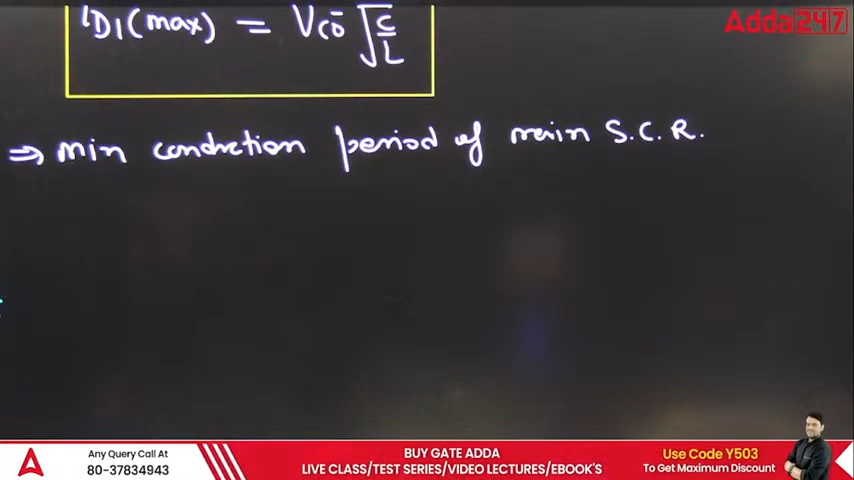 iD1(max) = Vco √C/L
Adda247
⇒ Min conduction period of main S.C.R.
Any Query Call At
80-37834943
BUY GATE ADDA
LIVE CLASS/TEST SERIES/VIDEO LECTURES/EBOOK'S
Use Code Y503
To Get Maximum Discount